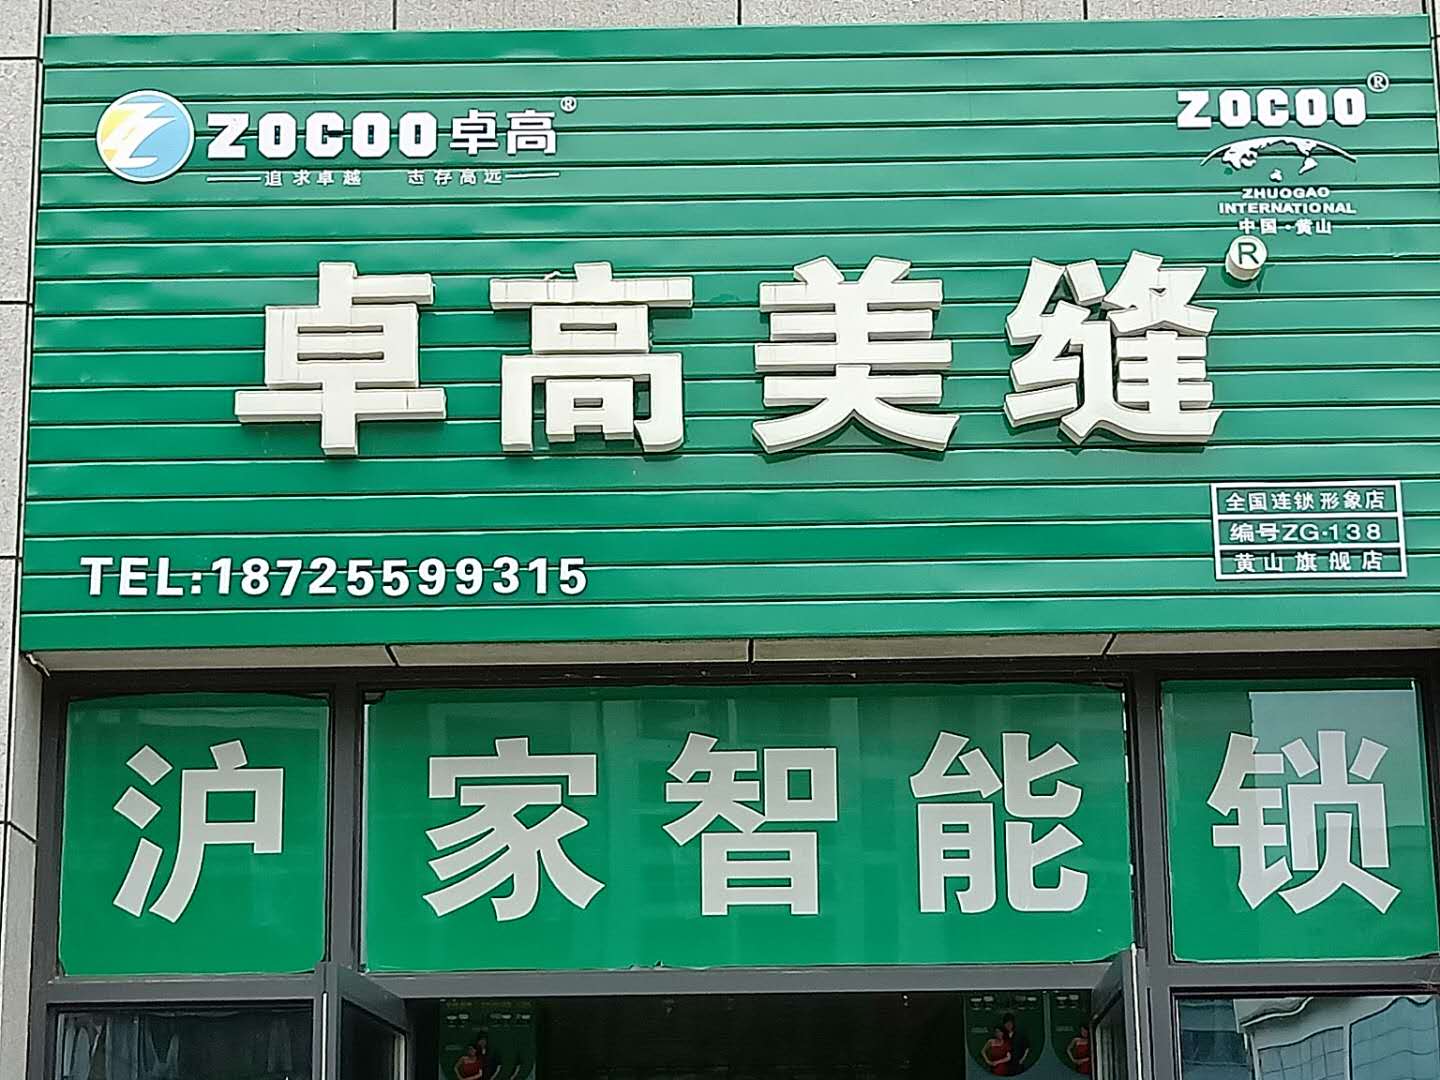 ZOCOO卓高®
追求卓越 志存高远
ZOCOO®
ZHUOGAO
INTERNATIONAL
中国·黄山
卓高美缝®
全国连锁形象店
编号ZG·138
黄山旗舰店
TEL:18725599315
沪家智能锁